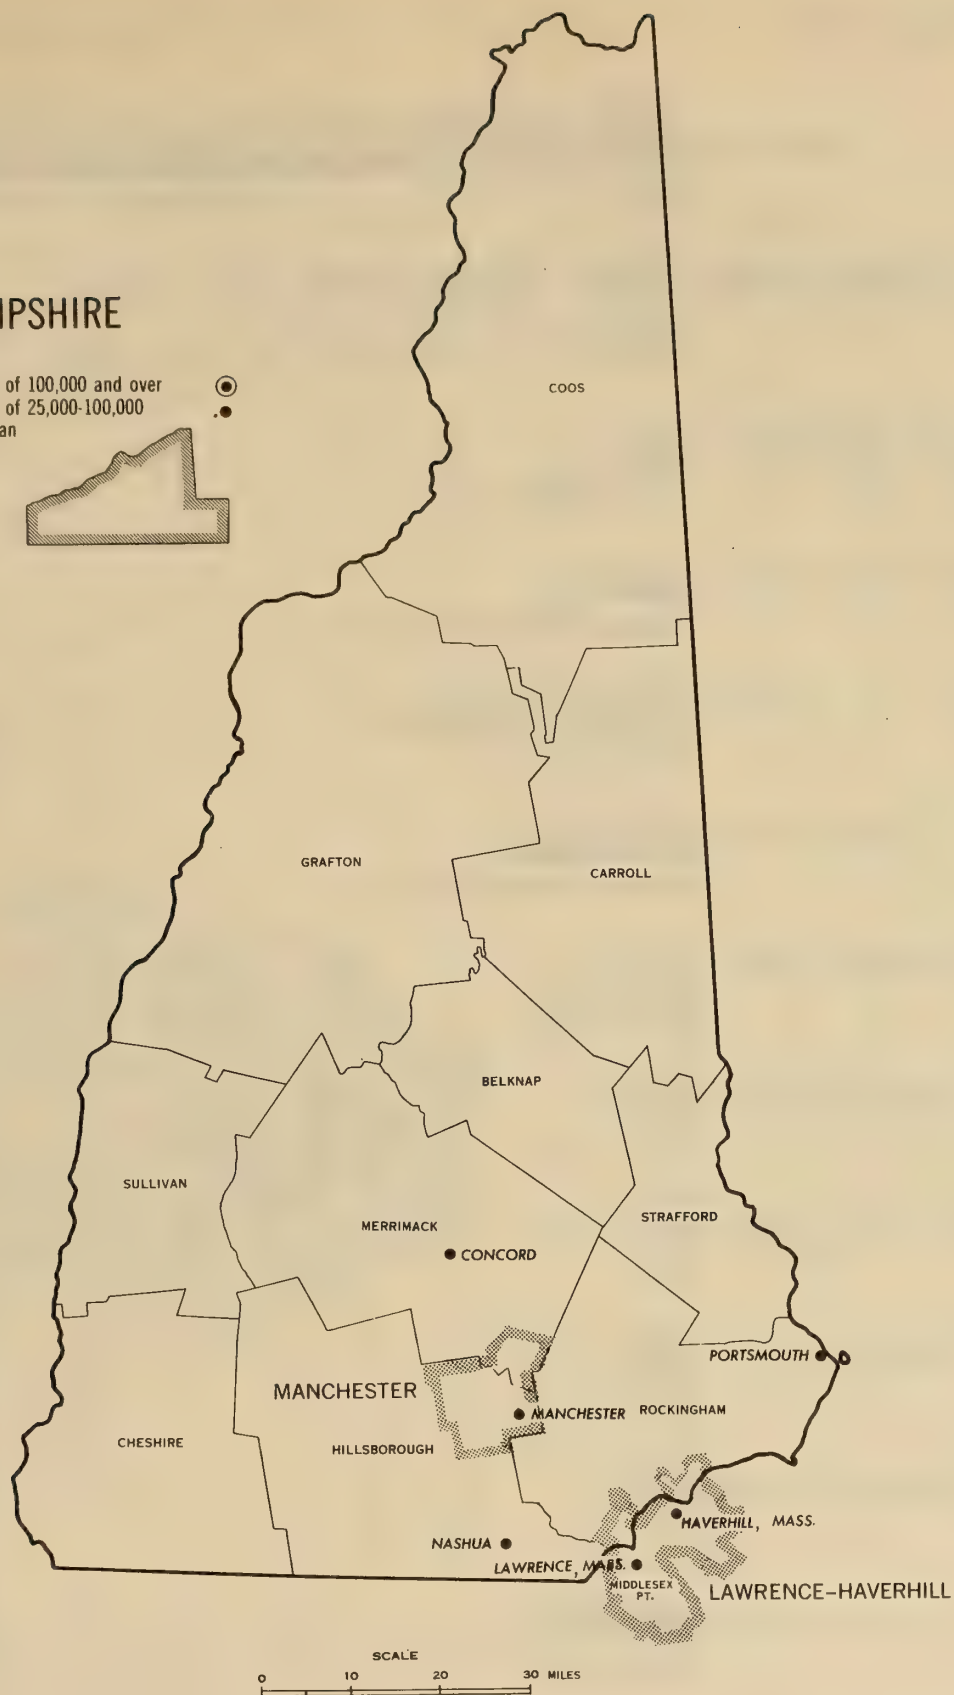 IPSHIRE
of 100,000 and over
of 25,000-100,000
an
COOS
GRAFTON
CARROLL
BELKNAP
SULLIVAN
STRAFFORD
MERRIMACK
CONCORD
PORTSMOUTH
MANCHESTER
MANCHESTER
ROCKINGHAM
CHESHIRE
HILLSBOROUGH
HAVERHILL, MASS.
NASHUA
LAWRENCE, MASS.
MIDDLESEX
PT.
LAWRENCE-HAVERHILL
SCALE
0 10 20 30 MILES